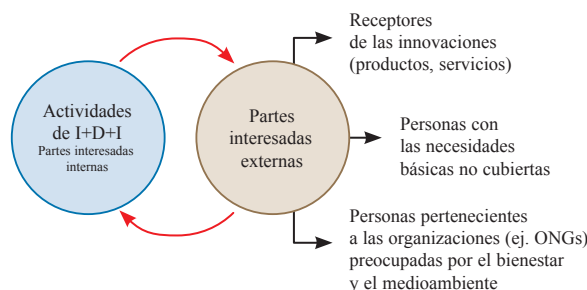 Actividades
de I+D+I
Partes interesadas
internas
Partes
interesadas
externas
Receptores
de las innovaciones
(productos, servicios)
Personas con
las necesidades
básicas no cubiertas
Personas pertenecientes
a las organizaciones (ej. ONGs)
preocupadas por el bienestar
y el medioambiente